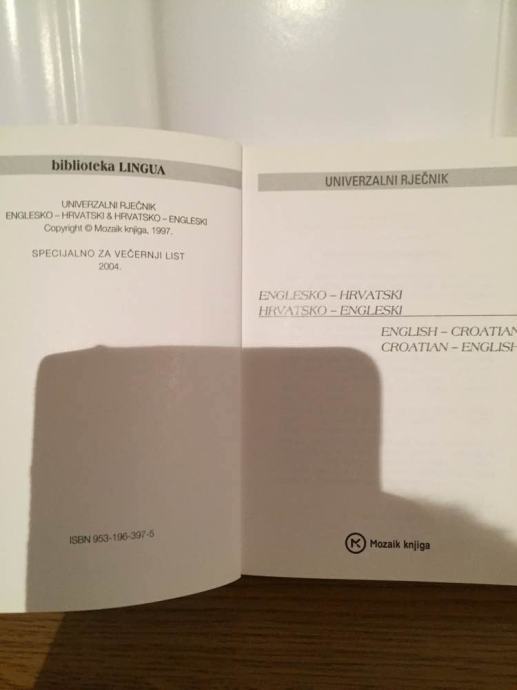 biblioteka LINGUA
UNIVERZALNI RJEČNIK
ENGLESKO – HRVATSKI & HRVATSKO – ENGLESKI
Copyright © Mozaik knjiga, 1997.
SPECIJALNO ZA VEČERNJI LIST
2004.
ISBN 953-196-397-5
UNIVERZALNI RJEČNIK
ENGLESKO – HRVATSKI
HRVATSKO – ENGLESKI
ENGLISH – CROATIAN
CROATIAN – ENGLISH
Mozaik knjiga